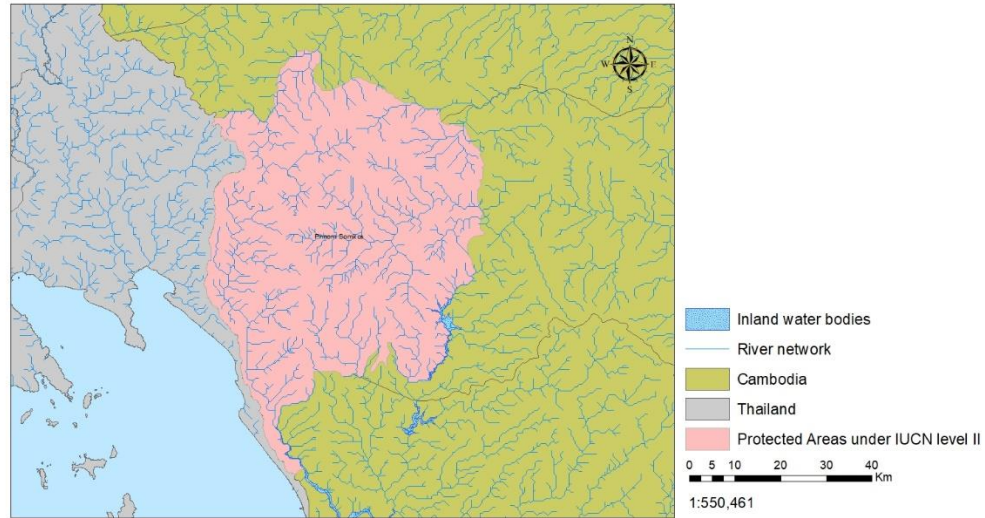 N
W E
S
Inland water bodies
River network
Cambodia
Thailand
Protected Areas under IUCN level II
0 5 10 20 30 40
Km
1:550,461